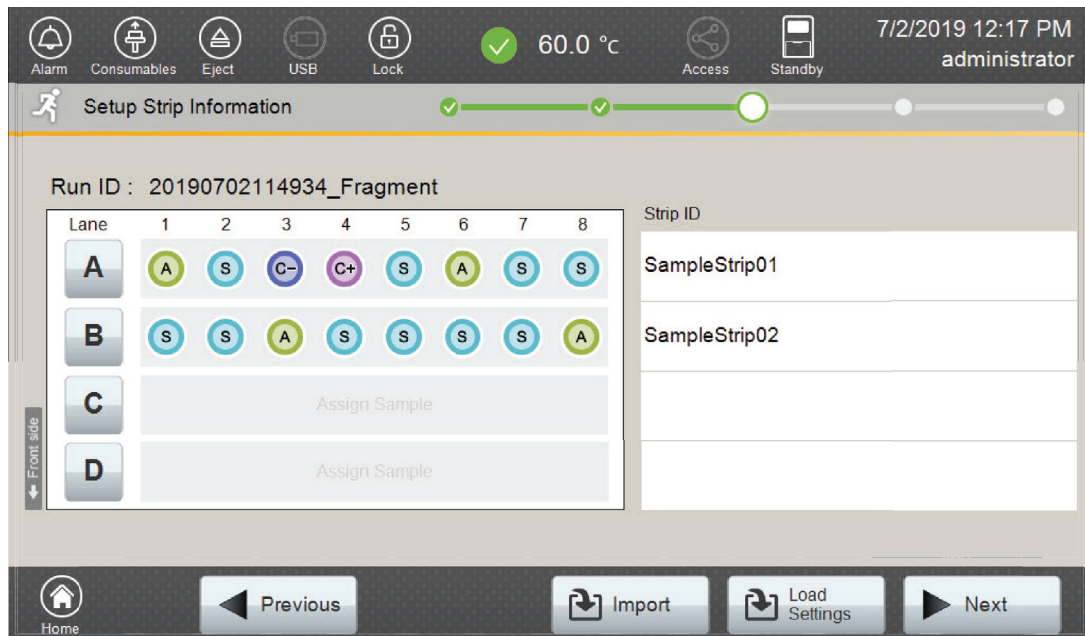 7/2/2019 12:17 PM
60.0 °c
administrator
Alarm Consumables Eject USB Lock Access Standby
Setup Strip Information
Run ID : 20190702114934_Fragment
Strip ID
Lane 1 2 3 4 5 6 7 8
A A S C- C+ S A S S
SampleStrip01
B S S A S S S S A
SampleStrip02
C Assign Sample
D Assign Sample
Front side
Previous
Import
Load
Settings
Next
Home